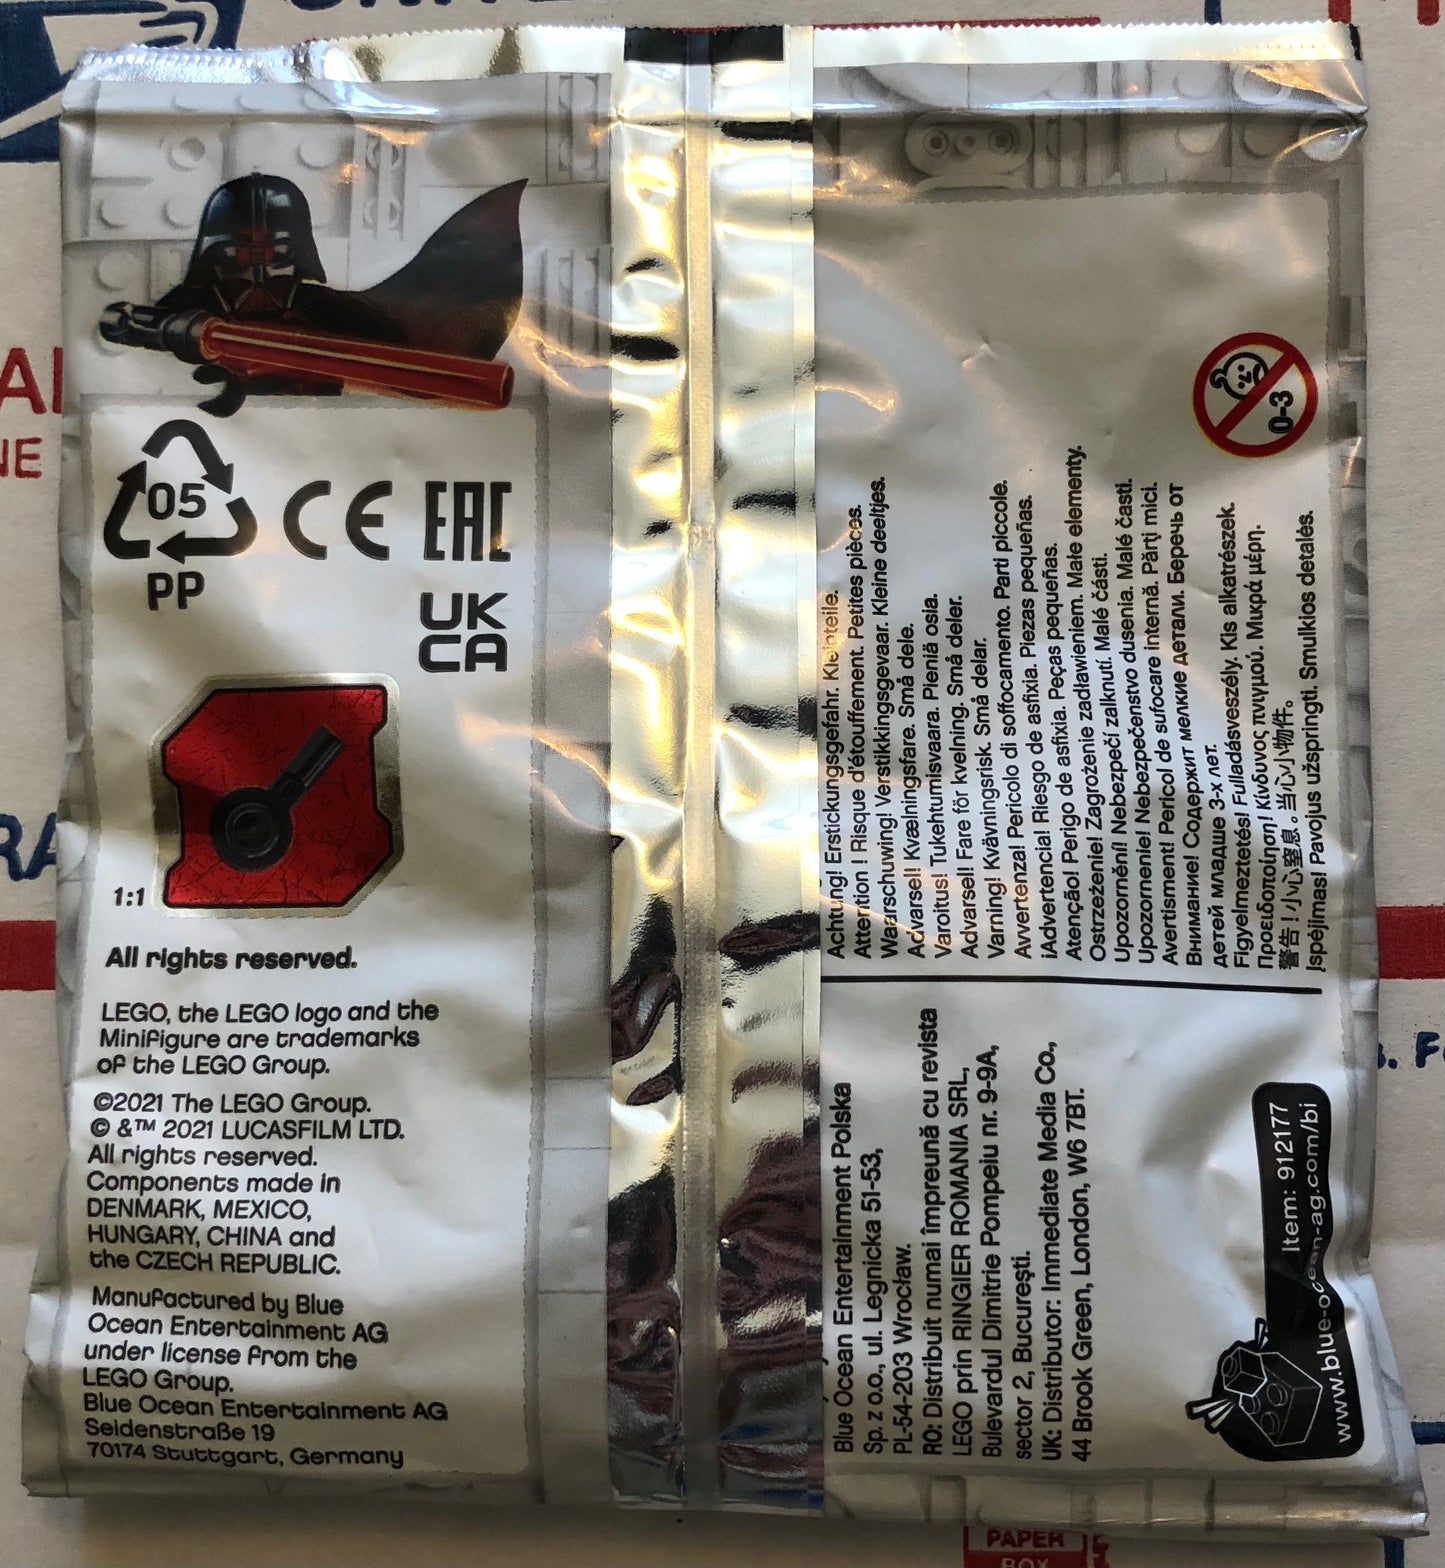 05
PP
CE
EAC
UK
CA
1:1
All rights reserved.
LEGO, the LEGO logo and the
Minifigure are trademarks
of the LEGO Group.
©2021 The LEGO Group.
© &™ 2021 LUCASFILM LTD.
All rights reserved.
Components made in
DENMARK, MEXICO,
HUNGARY, CHINA and
the CZECH REPUBLIC.
Manufactured by Blue
Ocean Entertainment AG
under license from the
LEGO Group.
Blue Ocean Entertainment AG
Seidenstraße 19
70174 Stuttgart, Germany
Achtung! Erstickungsgefahr. Kleinteile.
Attention ! Risque d'étouffement. Petites pièces.
Waarschuwing! Verstikkingsgevaar. Kleine deeltjes.
Advarsel! Kvælningsfare. Små dele.
Varoitus! Tukehtumisvaara. Pieniä osia.
Advarsel! Fare for kvelning. Små deler.
Varning! Kvävningsrisk. Små delar.
Avvertenza! Pericolo di soffocamento. Parti piccole.
¡Advertencia! Riesgo de asfixia. Piezas pequeñas.
Atenção! Perigo de asfixia. Peças pequeñas.
Ostrzeżenie! Zagrożenie zadławieniem. Małe elementy.
Upozornění! Nebezpečí zalknutí. Malé části.
Upozornenie! Nebezpečenstvo dusenia. Malé časti.
Avertisment! Pericol de sufocare internă. Părţi mici.
Внимание! Содержит мелкие детали. Беречь от
детей младше 3-х лет.
Figyelmeztetés! Fulladásveszély. Kis alkatrészek.
Προειδοποίηση! Κίνδυνος πνιγμού. Μικρά μέρη.
警告！小心窒息。当心小物件。
Įspėjimas! Pavojus užspringti. Smulkios detalės.
0-3
Blue Ocean Entertainment Polska
Sp. z o.o., ul. Legnicka 51-53,
PL-54-203 Wrocław.
RO: Distribuit numai împreună cu revista
LEGO prin RINGIER ROMANIA SRL,
Bulevardul Dimitrie Pompeiu nr. 9-9A,
sector 2, Bucureşti.
UK: Distributor: Immediate Media Co.,
44 Brook Green, London, W6 7BT.
Item: 912177
www.blue-ocean-ag.com/bi
PAPER
BOX